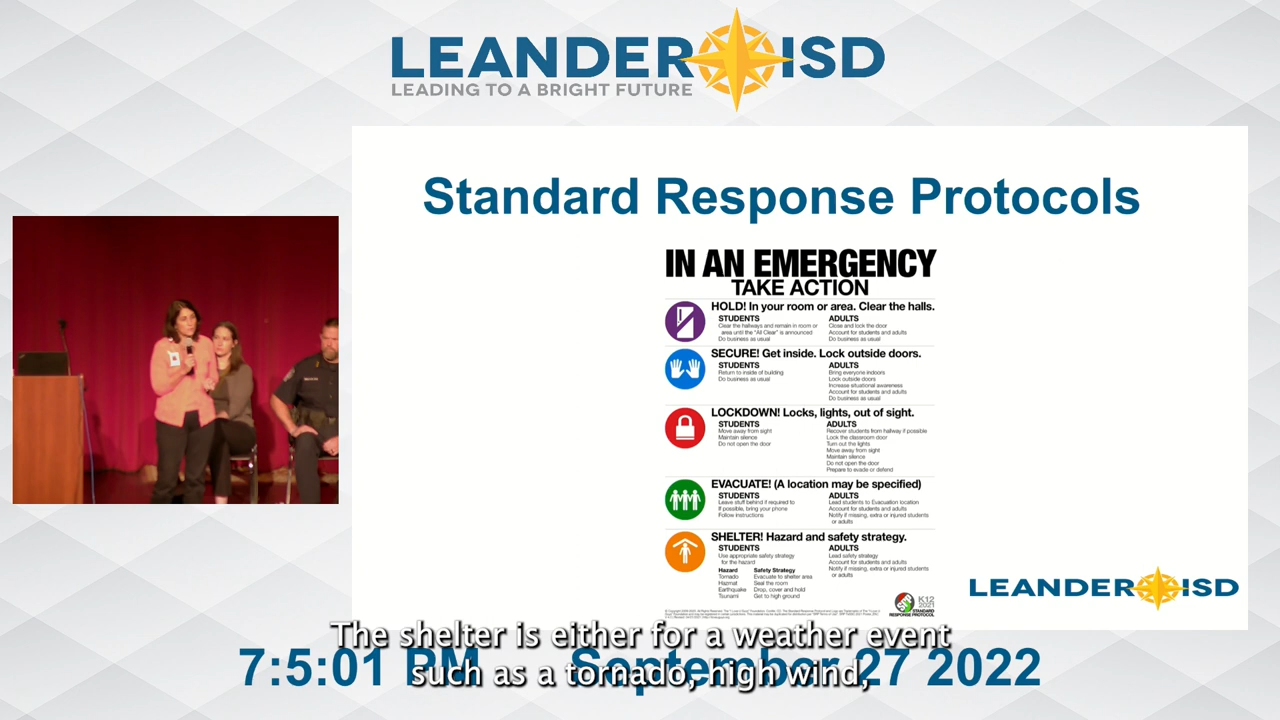 LEANDER ISD
LEADING TO A BRIGHT FUTURE
Standard Response Protocols
IN AN EMERGENCY
TAKE ACTION
HOLD! In your room or area. Clear the halls.
STUDENTS
Clear the hallways and remain in room or
area until the "All Clear" is announced
Do business as usual
ADULTS
Close and lock the door
Account for students and adults
Do business as usual
SECURE! Get inside. Lock outside doors.
STUDENTS
Return to inside of building
Do business as usual
ADULTS
Bring everyone indoors
Lock outside doors
Increase situational awareness
Account for students and adults
Do business as usual
LOCKDOWN! Locks, lights, out of sight.
STUDENTS
Move away from sight
Maintain silence
Do not open the door
ADULTS
Recover students from hallway if possible
Lock the classroom door
Turn out the lights
Move away from sight
Maintain silence
Do not open the door
Prepare to evade or defend
EVACUATE! (A location may be specified)
STUDENTS
Leave stuff behind if required to
If possible, bring your phone
Follow instructions
ADULTS
Lead students to Evacuation location
Account for students and adults
Notify if missing, extra or injured students
or adults
SHELTER! Hazard and safety strategy.
STUDENTS
Use appropriate safety strategy
for the hazard
Hazard Safety Strategy
Tornado Evacuate to shelter area
Hazmat Seal the room
Earthquake Drop, cover and hold
Tsunami Get to high ground
ADULTS
Lead safety strategy
Account for students and adults
Notify if missing, extra or injured students
or adults
K12
2021
STANDARD
RESPONSE PROTOCOL
LEANDER ISD
The shelter is either for a weather event
such as a tornado, high wind,
7:5:01 PM September 27 2022